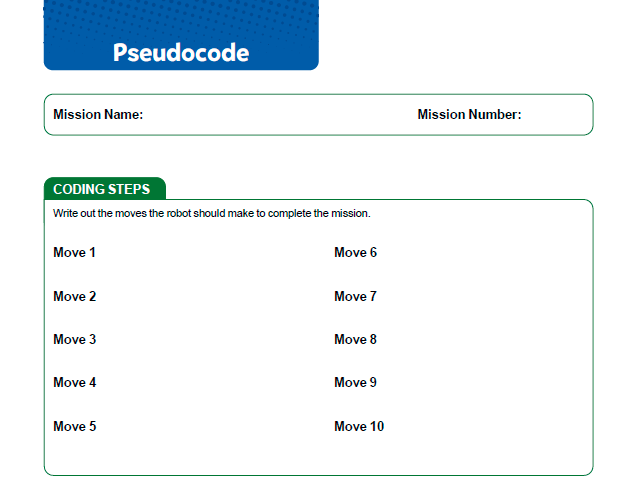 Pseudocode
Mission Name: Mission Number:
CODING STEPS
Write out the moves the robot should make to complete the mission.
Move 1 Move 6
Move 2 Move 7
Move 3 Move 8
Move 4 Move 9
Move 5 Move 10